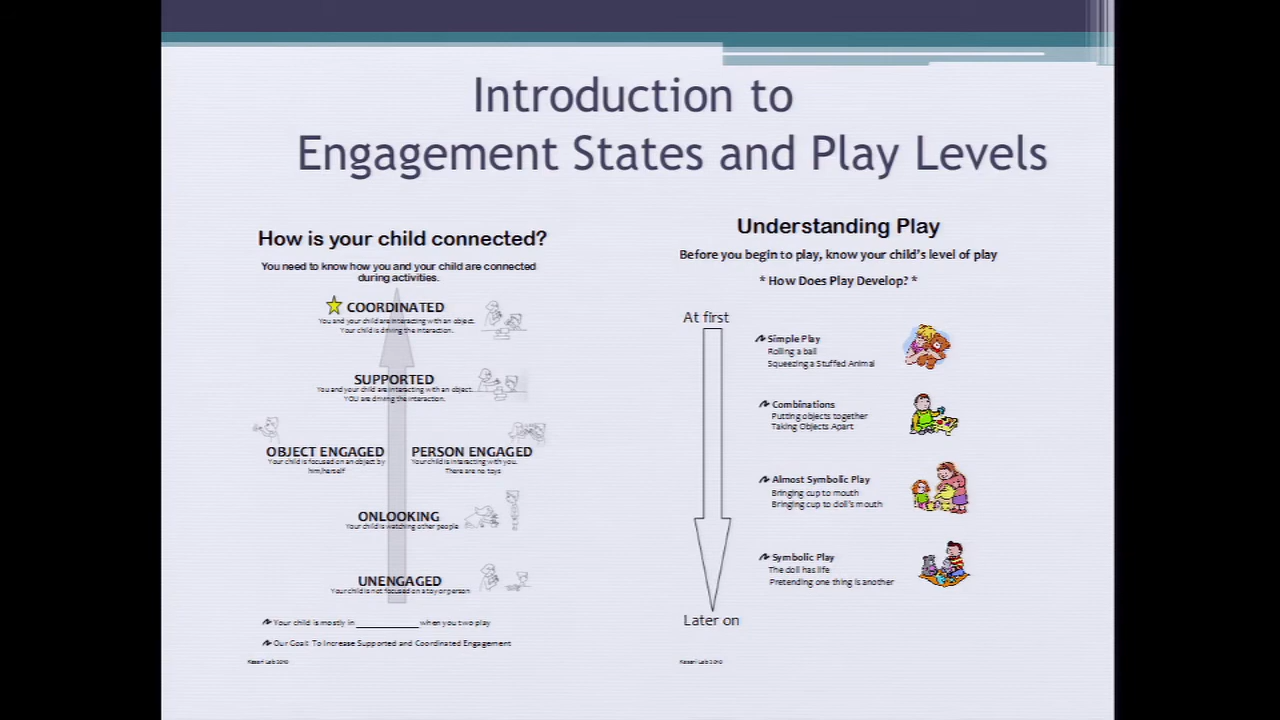 Introduction to
Engagement States and Play Levels
How is your child connected?
You need to know how you and your child are connected
during activities.
COORDINATED
You and your child are interacting with an object.
Your child is driving the interaction.
SUPPORTED
You and your child are interacting with an object.
YOU are driving the interaction.
OBJECT ENGAGED
Your child is focused on an object by
him/herself
PERSON ENGAGED
Your child is interacting with you.
There are no toys
ONLOOKING
Your child is watching other people
UNENGAGED
Your child is not focused on a toy or person
Your child is mostly in ____________ when you two play
Our Goal: To Increase Supported and Coordinated Engagement
Kasari Lab 2010
Understanding Play
Before you begin to play, know your child's level of play
* How Does Play Develop? *
At first
Simple Play
Rolling a ball
Squeezing a Stuffed Animal
Combinations
Putting objects together
Taking Objects Apart
Almost Symbolic Play
Bringing cup to mouth
Bringing cup to doll's mouth
Symbolic Play
The doll has life
Pretending one thing is another
Later on
Kasari Lab 2010